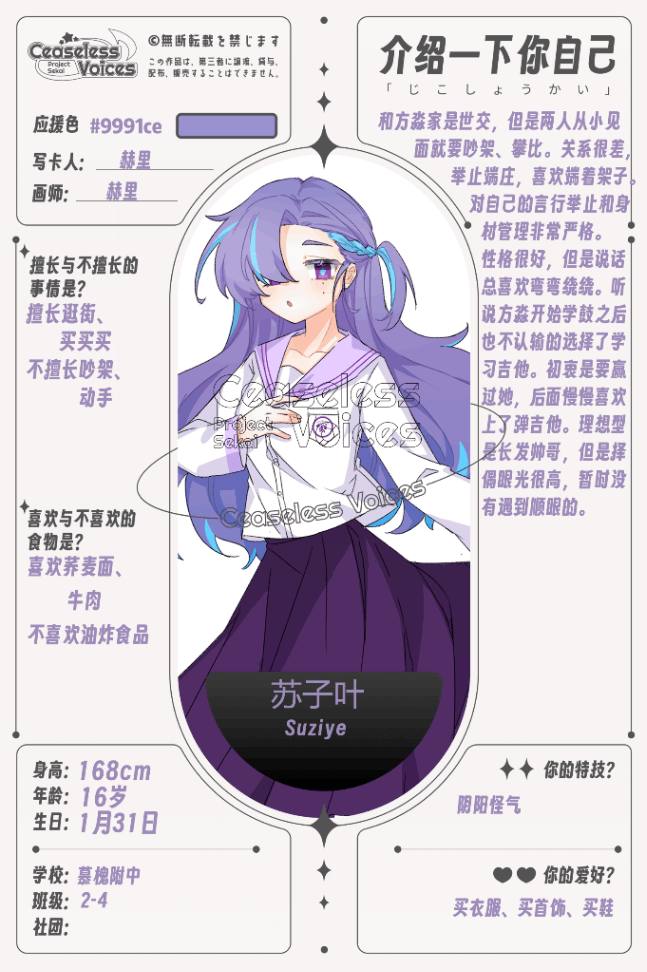 Ceaseless
Project
Sekai
Voices
©無断転載を禁じます
この作品は、第三者に譲渡、貸与、
配布、販売することはできません。
应援色 #9991ce
写卡人: 赫里
画师: 赫里
擅长与不擅长的
事情是?
擅长逛街、
买买买
不擅长吵架、
动手
喜欢与不喜欢的
食物是?
喜欢荞麦面、
牛肉
不喜欢油炸食品
身高: 168cm
年龄: 16岁
生日: 1月31日
学校: 墓槐附中
班级: 2-4
社团:
Ceaseless
Project
Sekai
Voices
Ceaseless Voices
苏子叶
Suziye
介绍一下你自己
「じこしょうかい」
和方淼家是世交，但是两人从小见
面就要吵架、攀比。关系很差，
举止端庄，喜欢端着架子。
对自己的言行举止和身
材管理非常严格。
性格很好，但是说话
总喜欢弯弯绕绕。听
说方淼开始学鼓之后
也不认输的选择了学
习吉他。初衷是要赢
过她，后面慢慢喜欢
上了弹吉他。理想型
是长发帅哥，但是择
偶眼光很高，暂时没
有遇到顺眼的。
你的特技?
阴阳怪气
你的爱好?
买衣服、买首饰、买鞋